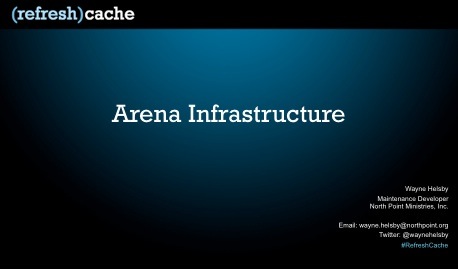 (refresh)cache
Arena Infrastructure
Wayne Helsby
Maintenance Developer
North Point Ministries, Inc.
Email: wayne.helsby@northpoint.org
Twitter: @waynehelsby
#RefreshCache